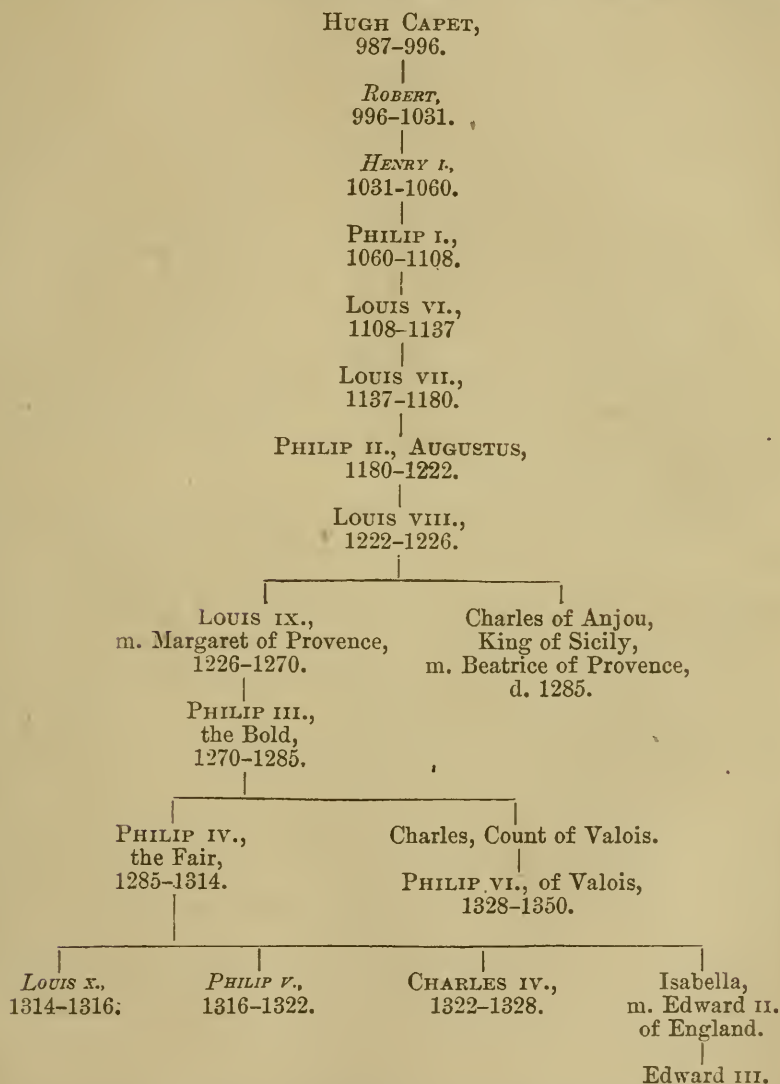 HUGH CAPET,
987–996.
ROBERT,
996–1031.
HENRY I.,
1031–1060.
PHILIP I.,
1060–1108.
LOUIS VI.,
1108–1137
LOUIS VII.,
1137–1180.
PHILIP II., AUGUSTUS,
1180–1222.
LOUIS VIII.,
1222–1226.
LOUIS IX.,
m. Margaret of Provence,
1226–1270.
Charles of Anjou,
King of Sicily,
m. Beatrice of Provence,
d. 1285.
PHILIP III.,
the Bold,
1270–1285.
PHILIP IV.,
the Fair,
1285–1314.
Charles, Count of Valois.
PHILIP VI., of Valois,
1328–1350.
LOUIS X.,
1314–1316.
PHILIP V.,
1316–1322.
CHARLES IV.,
1322–1328.
Isabella,
m. Edward II.
of England.
Edward III.